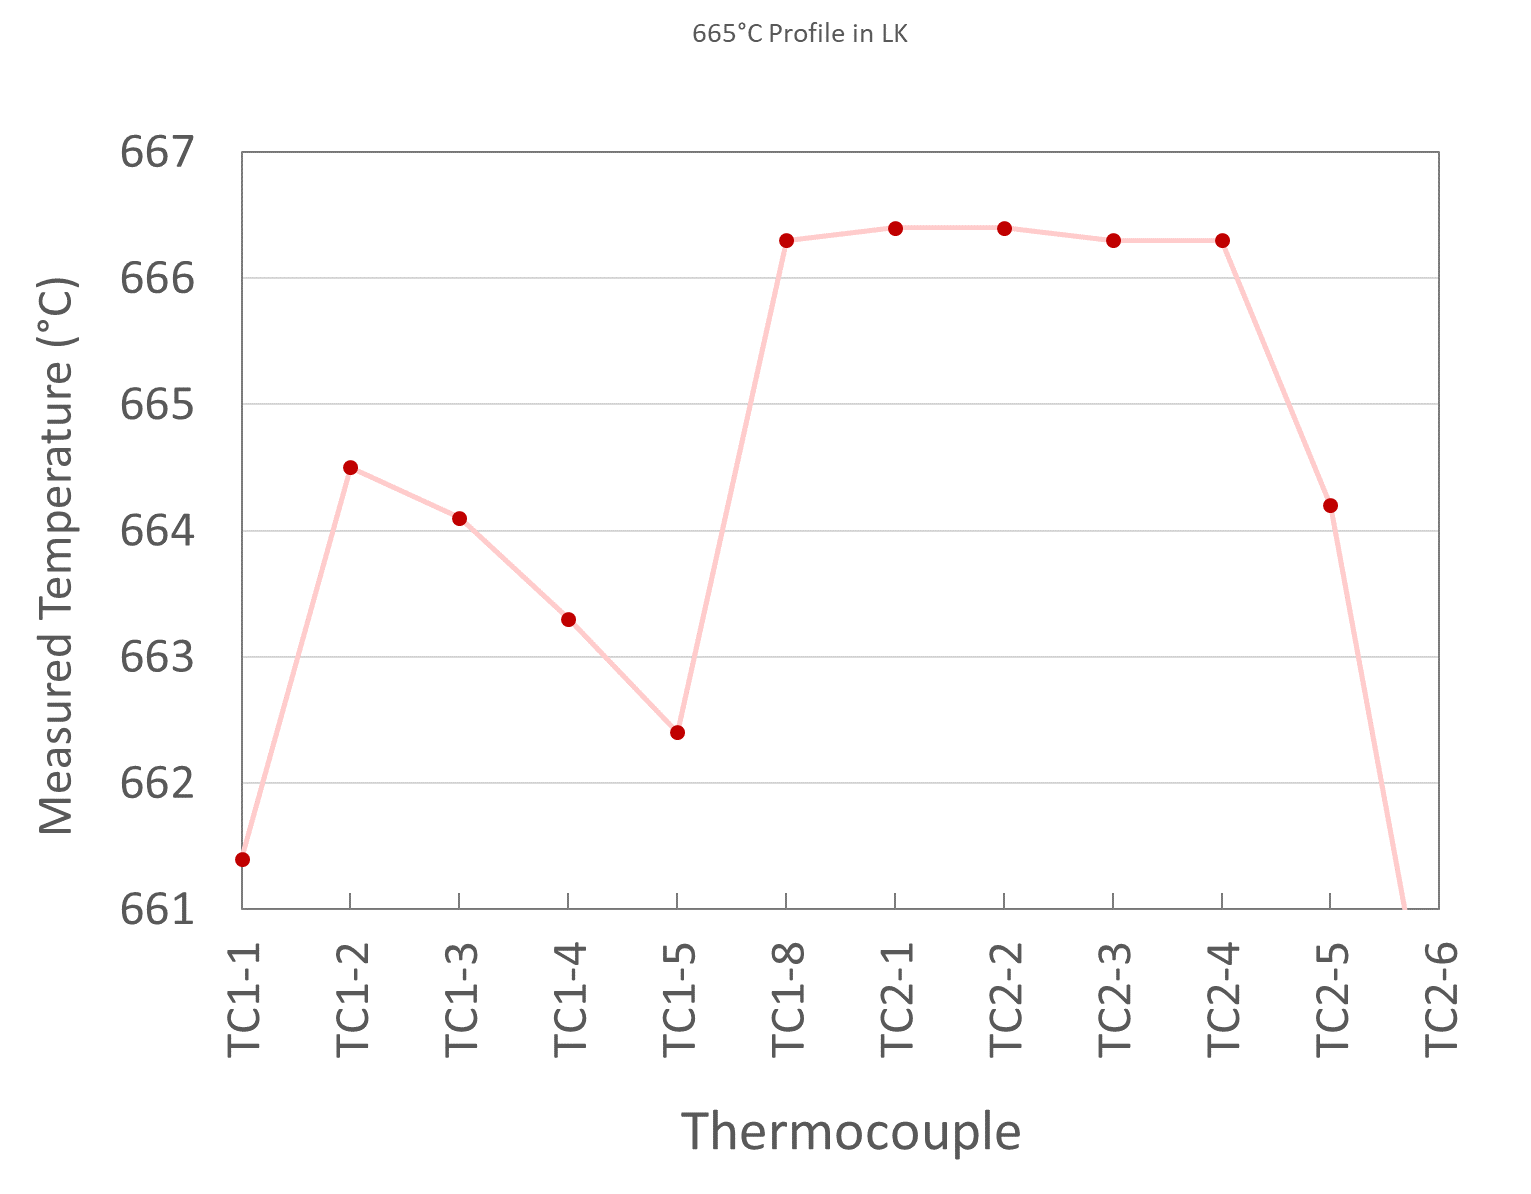 665°C Profile in LK
667
666
665
664
663
662
661
Measured Temperature (°C)
TC1-1
TC1-2
TC1-3
TC1-4
TC1-5
TC1-8
TC2-1
TC2-2
TC2-3
TC2-4
TC2-5
TC2-6
Thermocouple